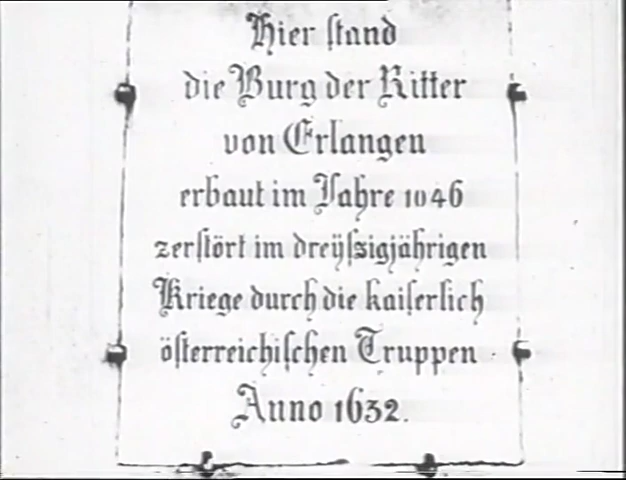 Hier ſtand
die Burg der Ritter
von Erlangen
erbaut im Jahre 1046
zerſtört im dreÿſsigjährigen
Kriege durch die kaiſerlich
öſterreichiſchen Truppen
Anno 1632.